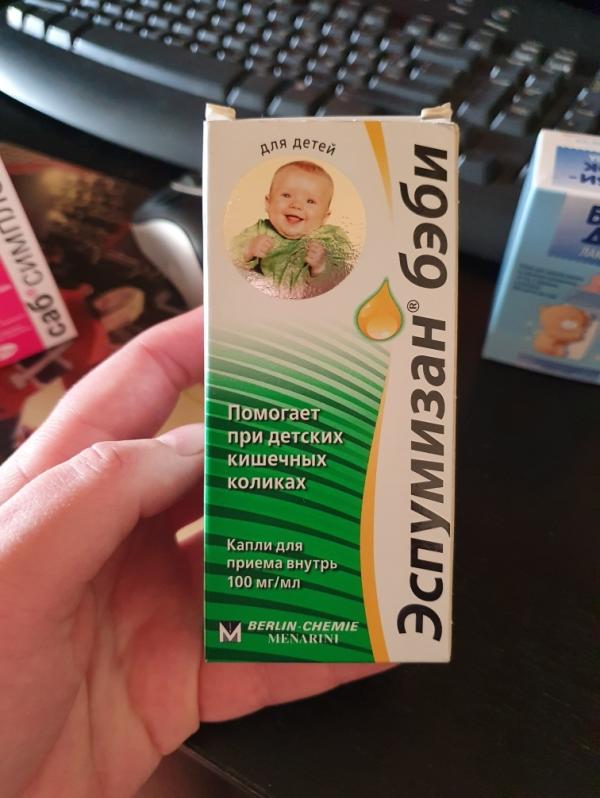 для детей
Эспумизан® бэби
Помогает
при детских
кишечных
коликах
Капли для
приема внутрь
100 мг/мл
BERLIN-CHEMIE
MENARINI
саб